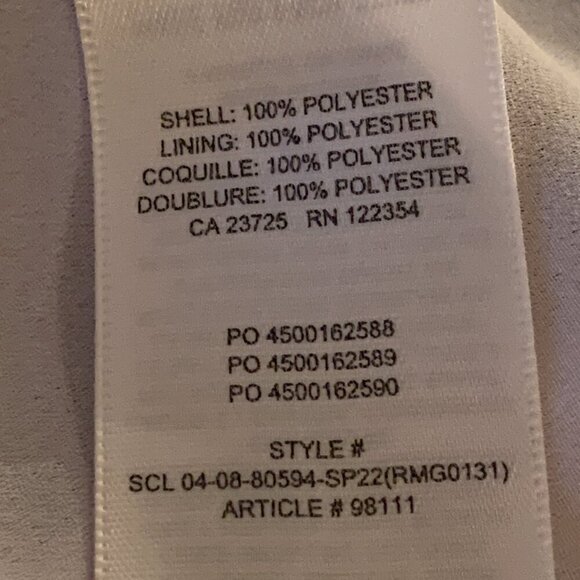 SHELL: 100% POLYESTER
LINING: 100% POLYESTER
COQUILLE: 100% POLYESTER
DOUBLURE: 100% POLYESTER
CA 23725 RN 122354
PO 4500162588
PO 4500162589
PO 4500162590
STYLE #
SCL 04-08-80594-SP22(RMG0131)
ARTICLE # 98111